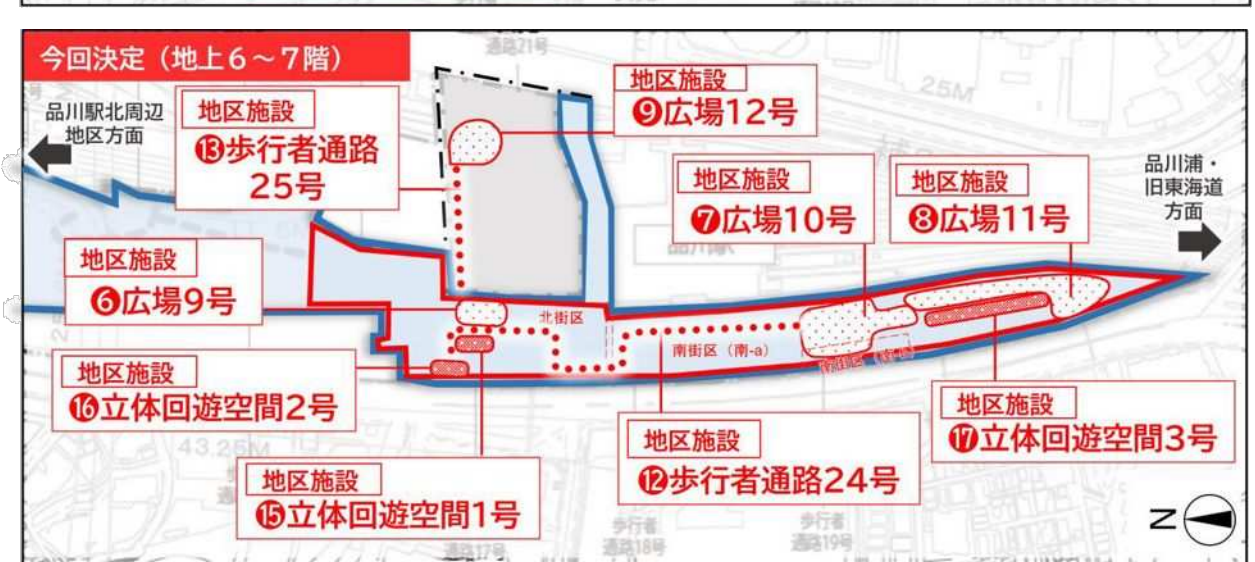 通路21号
今回決定（地上6～7階）
25M
品川駅北周辺
地区方面
地区施設
⓭歩行者通路
25号
地区施設
❾広場12号
地区施設
❼広場10号
地区施設
❽広場11号
品川浦・
旧東海道
方面
品川駅
地区施設
❻広場9号
北街区
南街区（南-a）
地区施設
⓰立体回遊空間2号
43.25M
地区施設
⓯立体回遊空間1号
地区施設
⓬歩行者通路24号
地区施設
⓱立体回遊空間3号
歩行者
通路18号
歩行者
通路19号
通路17号
N